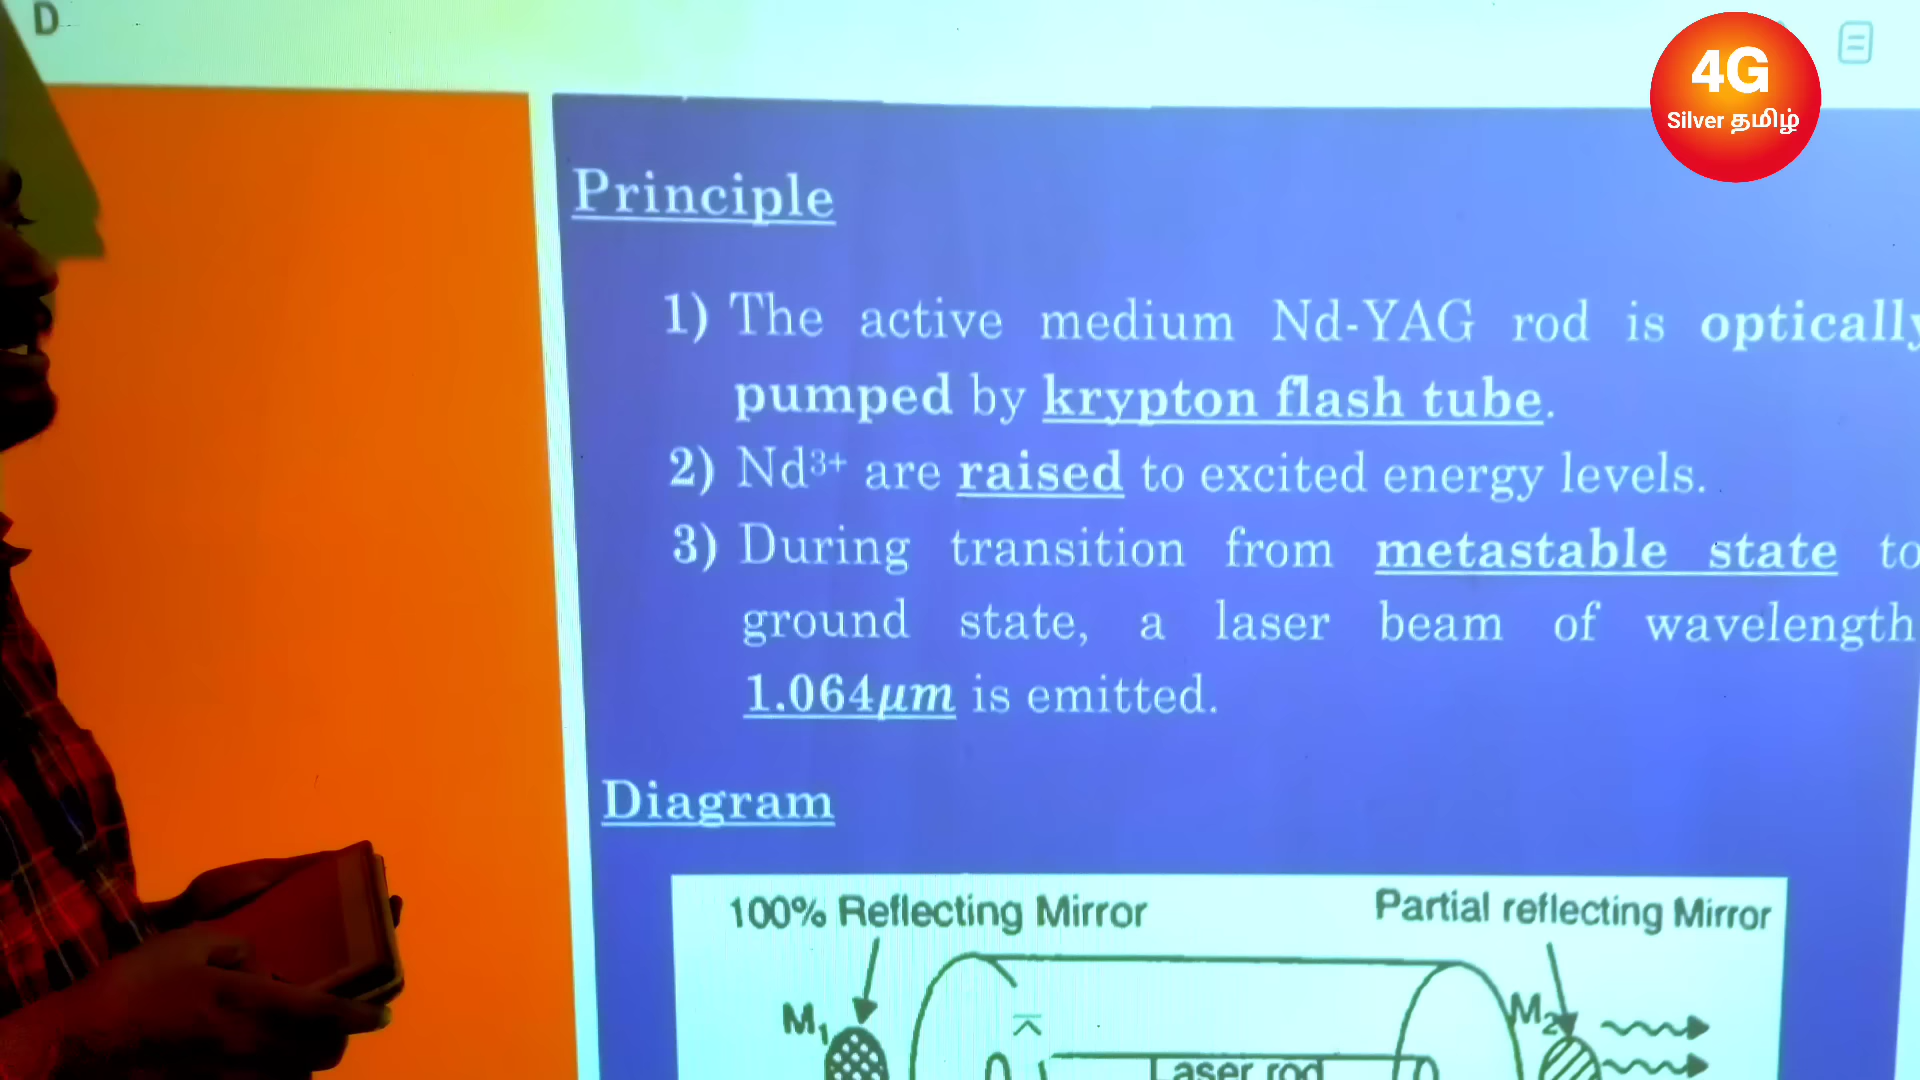 D
4G
Silver தமிழ்
Principle
1) The active medium Nd-YAG rod is optically
pumped by krypton flash tube.
2) Nd³⁺ are raised to excited energy levels.
3) During transition from metastable state to
ground state, a laser beam of wavelength
1.064μm is emitted.
Diagram
100% Reflecting Mirror
Partial reflecting Mirror
M₁
M₂
Laser rod